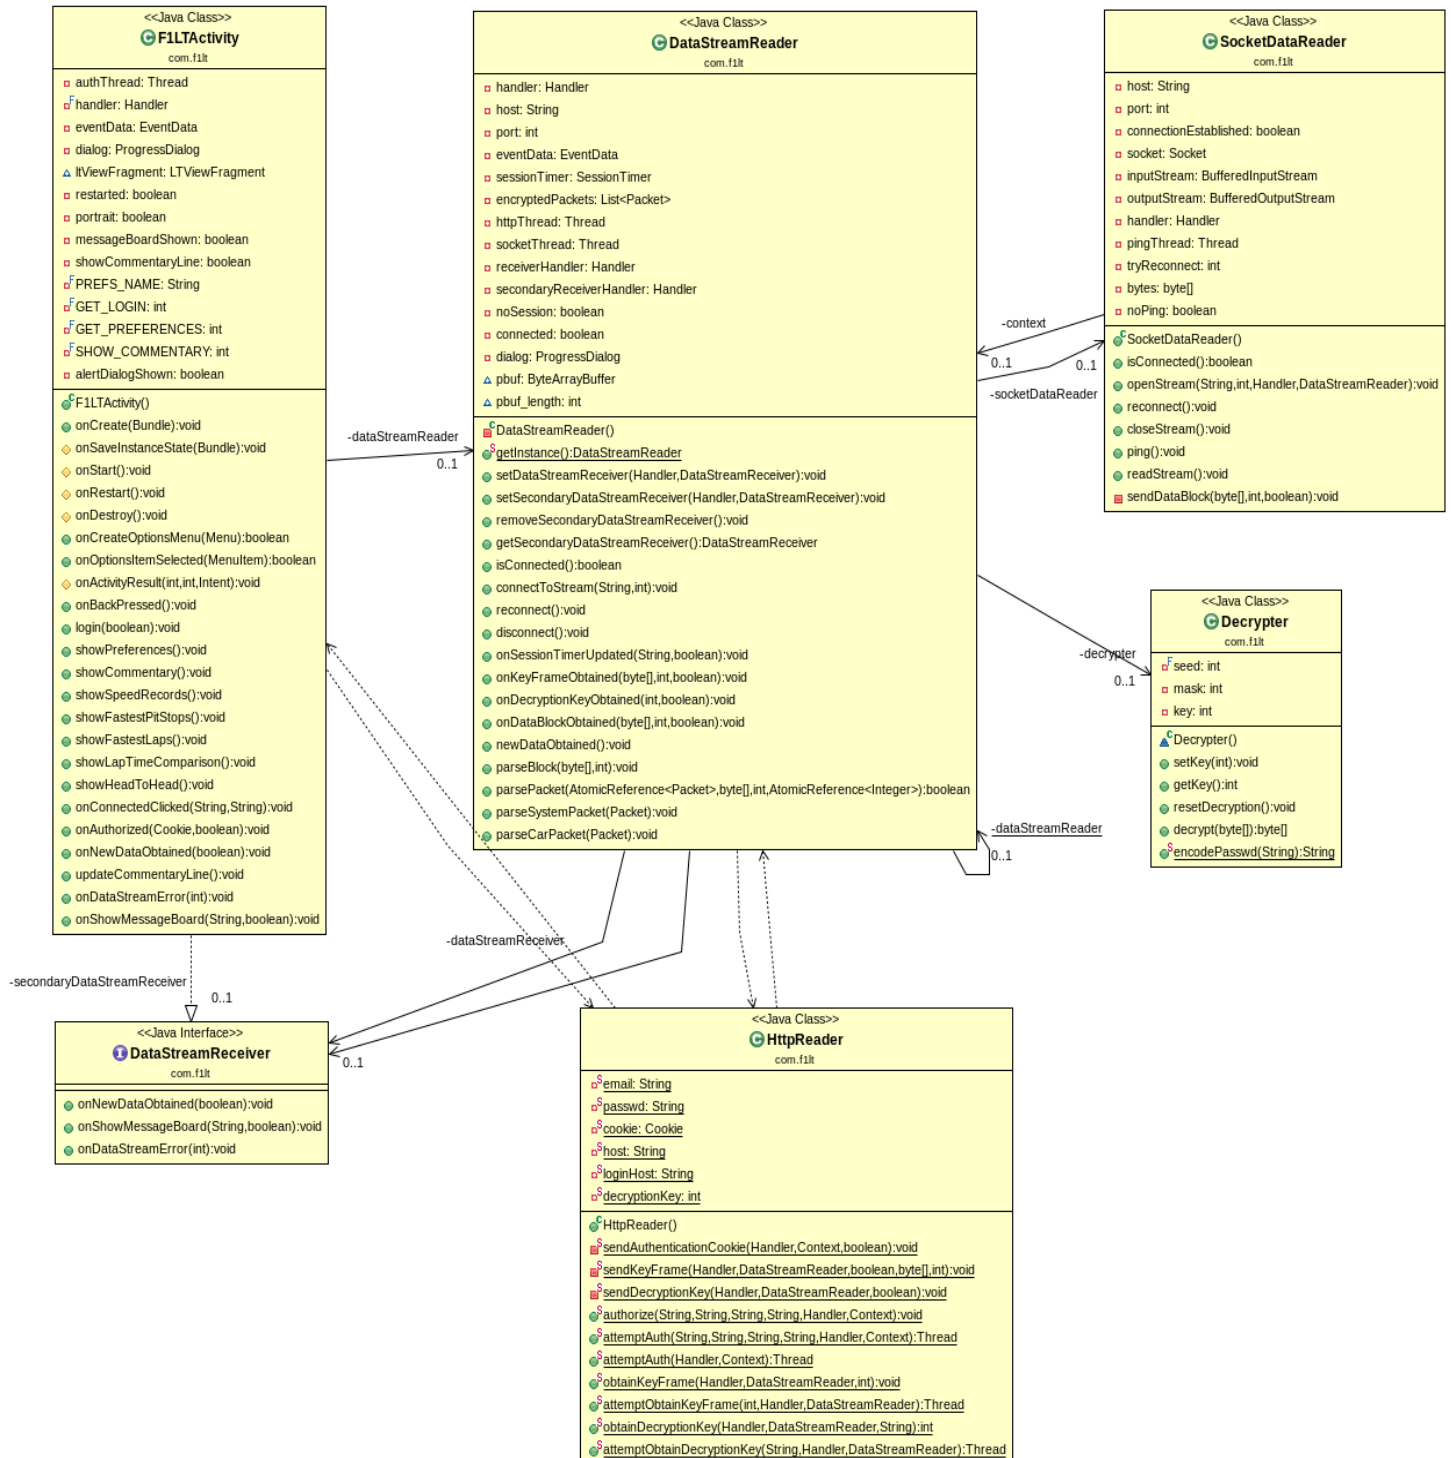 <<Java Class>>
F1LTActivity
com.f1lt
authThread: Thread
handler: Handler
eventData: EventData
dialog: ProgressDialog
ltViewFragment: LTViewFragment
restarted: boolean
portrait: boolean
messageBoardShown: boolean
showCommentaryLine: boolean
PREFS_NAME: String
GET_LOGIN: int
GET_PREFERENCES: int
SHOW_COMMENTARY: int
alertDialogShown: boolean
F1LTActivity()
onCreate(Bundle):void
onSaveInstanceState(Bundle):void
onStart():void
onRestart():void
onDestroy():void
onCreateOptionsMenu(Menu):boolean
onOptionsItemSelected(MenuItem):boolean
onActivityResult(int,int,Intent):void
onBackPressed():void
login(boolean):void
showPreferences():void
showCommentary():void
showSpeedRecords():void
showFastestPitStops():void
showFastestLaps():void
showLapTimeComparison():void
showHeadToHead():void
onConnectedClicked(String,String):void
onAuthorized(Cookie,boolean):void
onNewDataObtained(boolean):void
updateCommentaryLine():void
onDataStreamError(int):void
onShowMessageBoard(String,boolean):void
-dataStreamReader
0..1
<<Java Class>>
DataStreamReader
com.f1lt
handler: Handler
host: String
port: int
eventData: EventData
sessionTimer: SessionTimer
encryptedPackets: List<Packet>
httpThread: Thread
socketThread: Thread
receiverHandler: Handler
secondaryReceiverHandler: Handler
noSession: boolean
connected: boolean
dialog: ProgressDialog
pbuf: ByteArrayBuffer
pbuf_length: int
DataStreamReader()
getInstance():DataStreamReader
setDataStreamReceiver(Handler,DataStreamReceiver):void
setSecondaryDataStreamReceiver(Handler,DataStreamReceiver):void
removeSecondaryDataStreamReceiver():void
getSecondaryDataStreamReceiver():DataStreamReceiver
isConnected():boolean
connectToStream(String,int):void
reconnect():void
disconnect():void
onSessionTimerUpdated(String,boolean):void
onKeyFrameObtained(byte[],int,boolean):void
onDecryptionKeyObtained(int,boolean):void
onDataBlockObtained(byte[],int,boolean):void
newDataObtained():void
parseBlock(byte[],int):void
parsePacket(AtomicReference<Packet>,byte[],int,AtomicReference<Integer>):boolean
parseSystemPacket(Packet):void
parseCarPacket(Packet):void
-context
0..1
0..1
-socketDataReader
<<Java Class>>
SocketDataReader
com.f1lt
host: String
port: int
connectionEstablished: boolean
socket: Socket
inputStream: BufferedInputStream
outputStream: BufferedOutputStream
handler: Handler
pingThread: Thread
tryReconnect: int
bytes: byte[]
noPing: boolean
SocketDataReader()
isConnected():boolean
openStream(String,int,Handler,DataStreamReader):void
reconnect():void
closeStream():void
ping():void
readStream():void
sendDataBlock(byte[],int,boolean):void
-decrypter
0..1
<<Java Class>>
Decrypter
com.f1lt
seed: int
mask: int
key: int
Decrypter()
setKey(int):void
getKey():int
resetDecryption():void
decrypt(byte[]):byte[]
encodePasswd(String):String
-dataStreamReader
0..1
-dataStreamReceiver
-secondaryDataStreamReceiver
0..1
0..1
<<Java Interface>>
DataStreamReceiver
com.f1lt
onNewDataObtained(boolean):void
onShowMessageBoard(String,boolean):void
onDataStreamError(int):void
<<Java Class>>
HttpReader
com.f1lt
email: String
passwd: String
cookie: Cookie
host: String
loginHost: String
decryptionKey: int
HttpReader()
sendAuthenticationCookie(Handler,Context,boolean):void
sendKeyFrame(Handler,DataStreamReader,boolean,byte[],int):void
sendDecryptionKey(Handler,DataStreamReader,boolean):void
authorize(String,String,String,String,Handler,Context):void
attemptAuth(String,String,String,String,Handler,Context):Thread
attemptAuth(Handler,Context):Thread
obtainKeyFrame(Handler,DataStreamReader,int):void
attemptObtainKeyFrame(int,Handler,DataStreamReader):Thread
obtainDecryptionKey(Handler,DataStreamReader,String):int
attemptObtainDecryptionKey(String,Handler,DataStreamReader):Thread